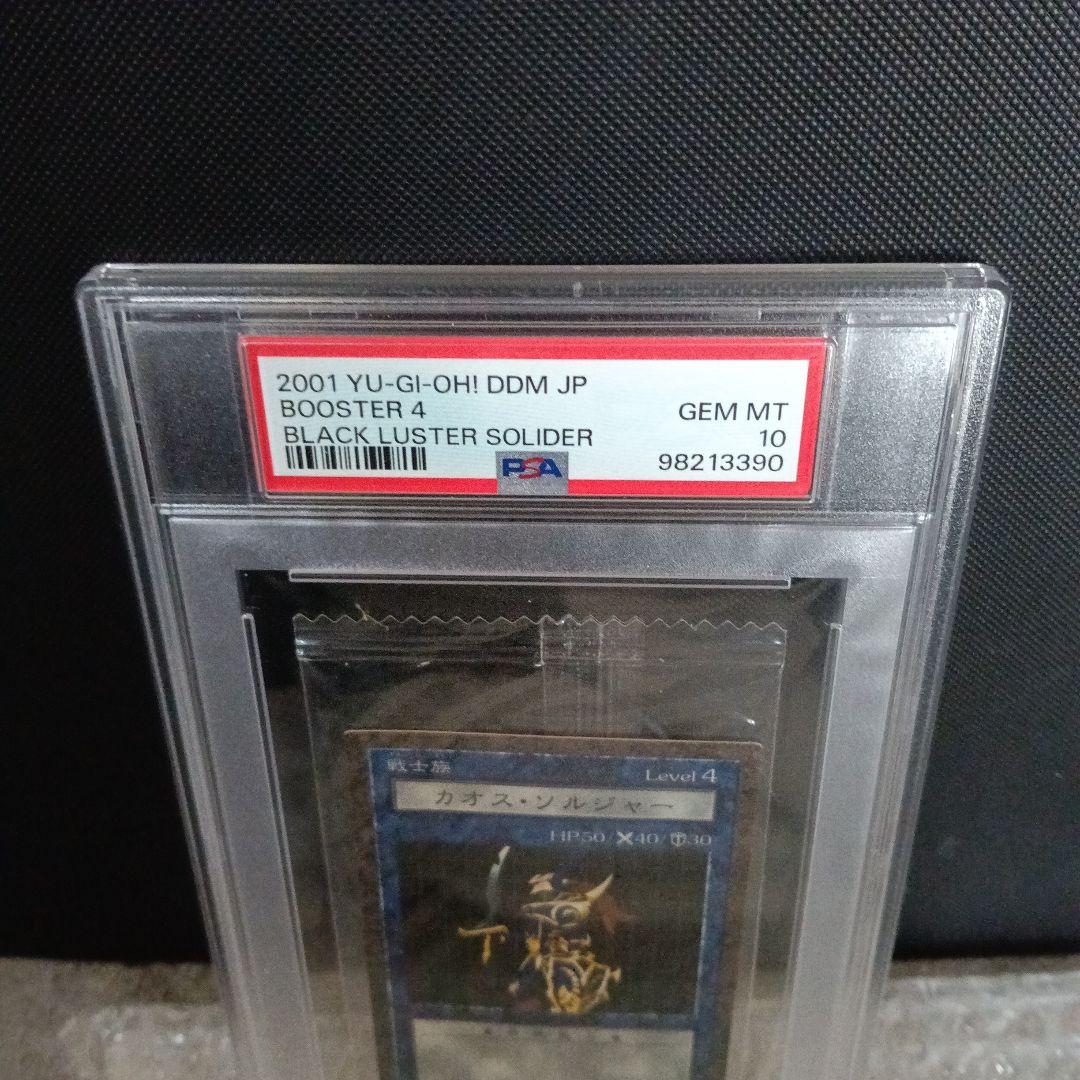 2001 YU-GI-OH! DDM JP
BOOSTER 4
GEM MT
BLACK LUSTER SOLIDER
10
PSA
98213390
戦士族
Level 4
カオス・ソルジャー
HP50/⚔40/🛡30